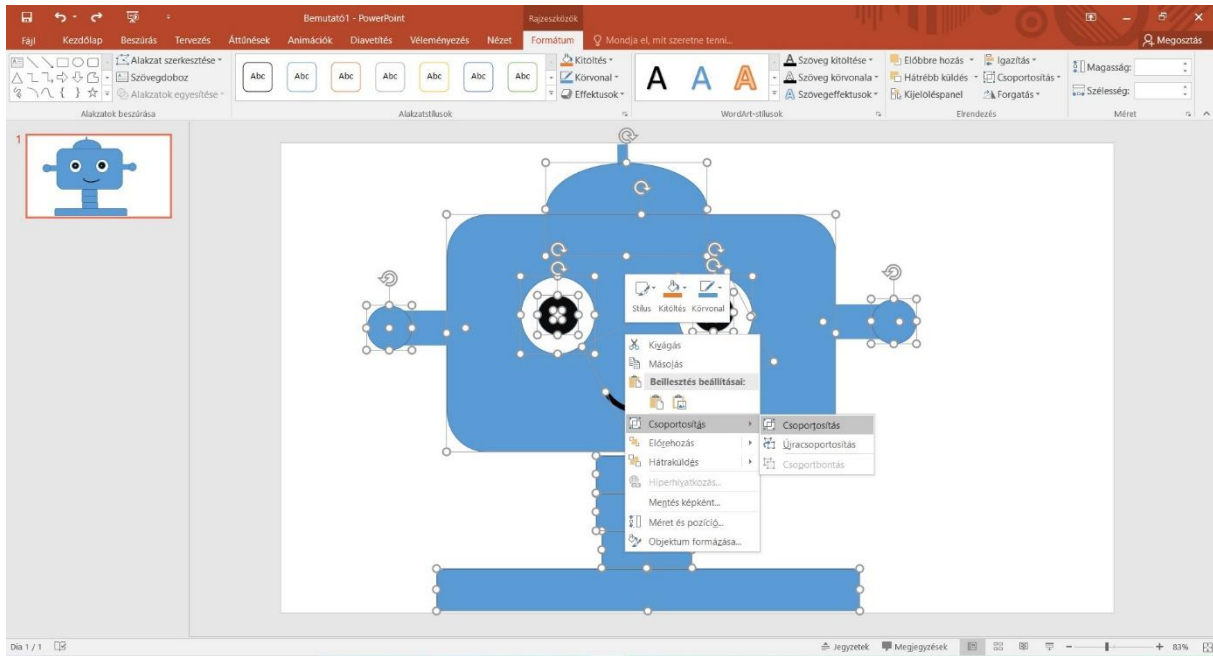 Bemutató1 - PowerPoint
Rajzeszközök
Fájl Kezdőlap Beszúrás Tervezés Áttűnések Animációk Diavetítés Véleményezés Nézet Formátum Mondja el, mit szeretne tenni... Megosztás
Alakzat szerkesztése
Szövegdoboz
Alakzatok egyesítése
Alakzatok beszúrása
Abc Abc Abc Abc Abc Abc Abc
Kitöltés
Körvonal
Effektusok
Alakzatstílusok
A A A
Szöveg kitöltése
Szöveg körvonala
Szövegeffektusok
WordArt-stílusok
Előbbre hozás
Hátrébb küldés
Kijelöléspanel
Igazítás
Csoportosítás
Forgatás
Elrendezés
Magasság:
Szélesség:
Méret
1
Stílus Kitöltés Körvonal
Kivágás
Másolás
Beillesztés beállításai:
Csoportosítás
Előrehozás
Hátraküldés
Hiperhivatkozás...
Mentés képként...
Méret és pozíció...
Objektum formázása...
Csoportosítás
Újracsoportosítás
Csoportbontás
Dia 1 / 1
Jegyzetek Megjegyzések 83%